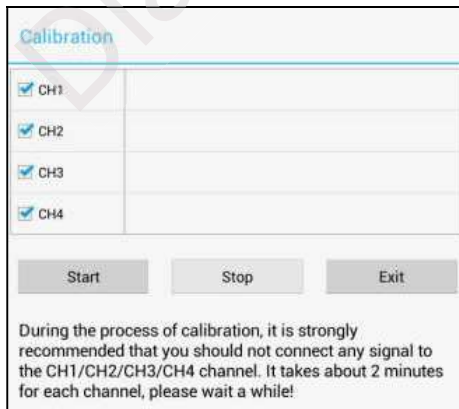 Calibration
CH1
CH2
CH3
CH4
Start Stop Exit
During the process of calibration, it is strongly
recommended that you should not connect any signal to
the CH1/CH2/CH3/CH4 channel. It takes about 2 minutes
for each channel, please wait a while!